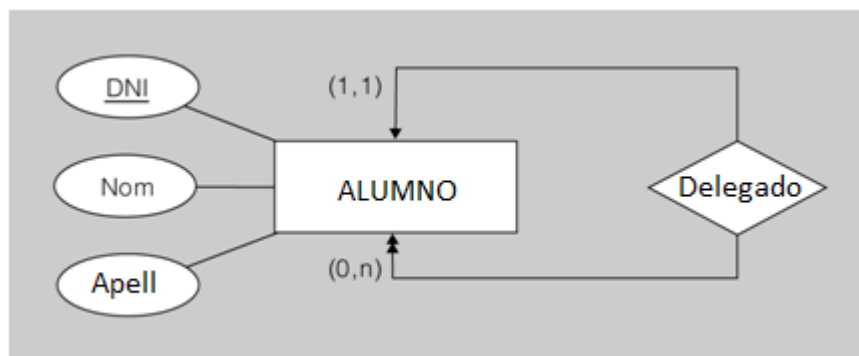 DNI
(1,1)
Nom
ALUMNO
Delegado
Apell
(0,n)